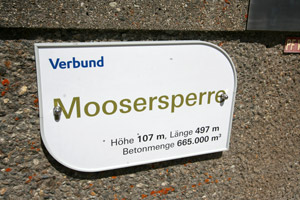 Verbund
Moosersperre
Höhe 107 m, Länge 497 m
Betonmenge 665.000 m³